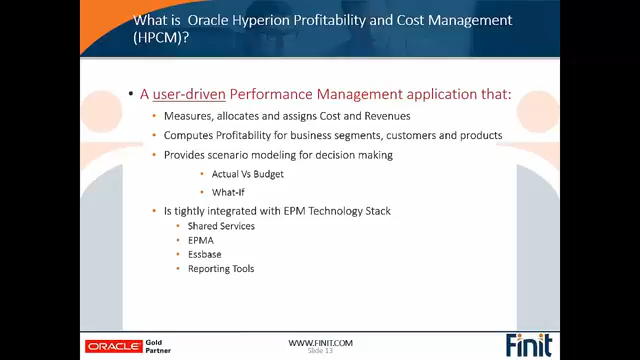 What is Oracle Hyperion Profitability and Cost Management
(HPCM)?
• A user-driven Performance Management application that:
• Measures, allocates and assigns Cost and Revenues
• Computes Profitability for business segments, customers and products
• Provides scenario modeling for decision making
• Actual Vs Budget
• What-If
• Is tightly integrated with EPM Technology Stack
• Shared Services
• EPMA
• Essbase
• Reporting Tools
ORACLE Gold
Partner
WWW.FINIT.COM
Slide 13
Finit